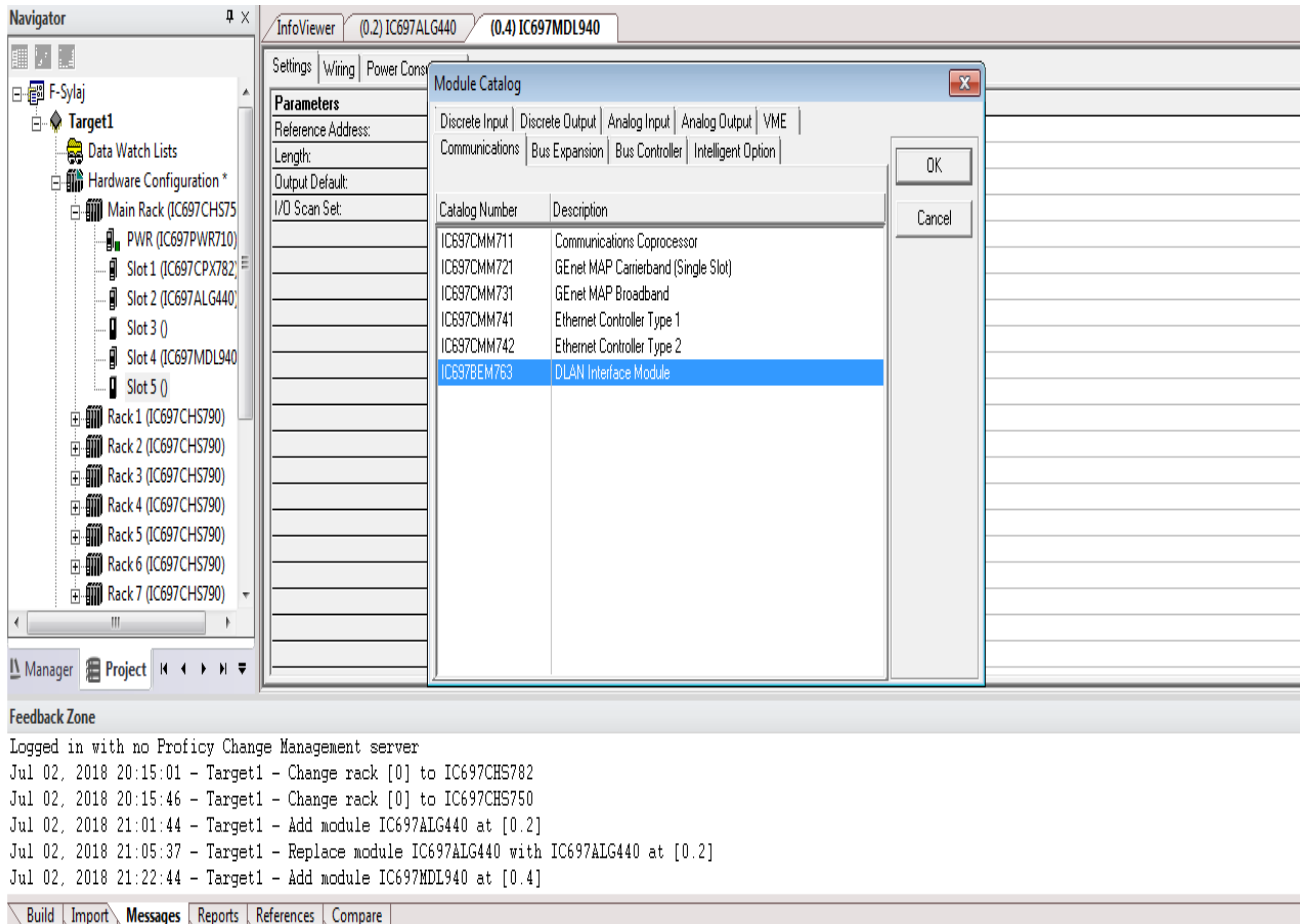 Navigator
F-Sylaj
Target1
Data Watch Lists
Hardware Configuration *
Main Rack (IC697CHS75
PWR (IC697PWR710)
Slot 1 (IC697CPX782)
Slot 2 (IC697ALG440)
Slot 3 ()
Slot 4 (IC697MDL940
Slot 5 ()
Rack 1 (IC697CHS790)
Rack 2 (IC697CHS790)
Rack 3 (IC697CHS790)
Rack 4 (IC697CHS790)
Rack 5 (IC697CHS790)
Rack 6 (IC697CHS790)
Rack 7 (IC697CHS790)
Manager Project
InfoViewer (0.2) IC697ALG440 (0.4) IC697MDL940
Settings Wiring Power Cons
Parameters
Reference Address:
Length:
Output Default:
I/O Scan Set:
Module Catalog
Discrete Input Discrete Output Analog Input Analog Output VME
Communications Bus Expansion Bus Controller Intelligent Option
Catalog Number Description
IC697CMM711 Communications Coprocessor
IC697CMM721 GEnet MAP Carrierband (Single Slot)
IC697CMM731 GEnet MAP Broadband
IC697CMM741 Ethernet Controller Type 1
IC697CMM742 Ethernet Controller Type 2
IC697BEM763 DLAN Interface Module
OK
Cancel
Feedback Zone
Logged in with no Proficy Change Management server
Jul 02, 2018 20:15:01 - Target1 - Change rack [0] to IC697CHS782
Jul 02, 2018 20:15:46 - Target1 - Change rack [0] to IC697CHS750
Jul 02, 2018 21:01:44 - Target1 - Add module IC697ALG440 at [0.2]
Jul 02, 2018 21:05:37 - Target1 - Replace module IC697ALG440 with IC697ALG440 at [0.2]
Jul 02, 2018 21:22:44 - Target1 - Add module IC697MDL940 at [0.4]
Build Import Messages Reports References Compare